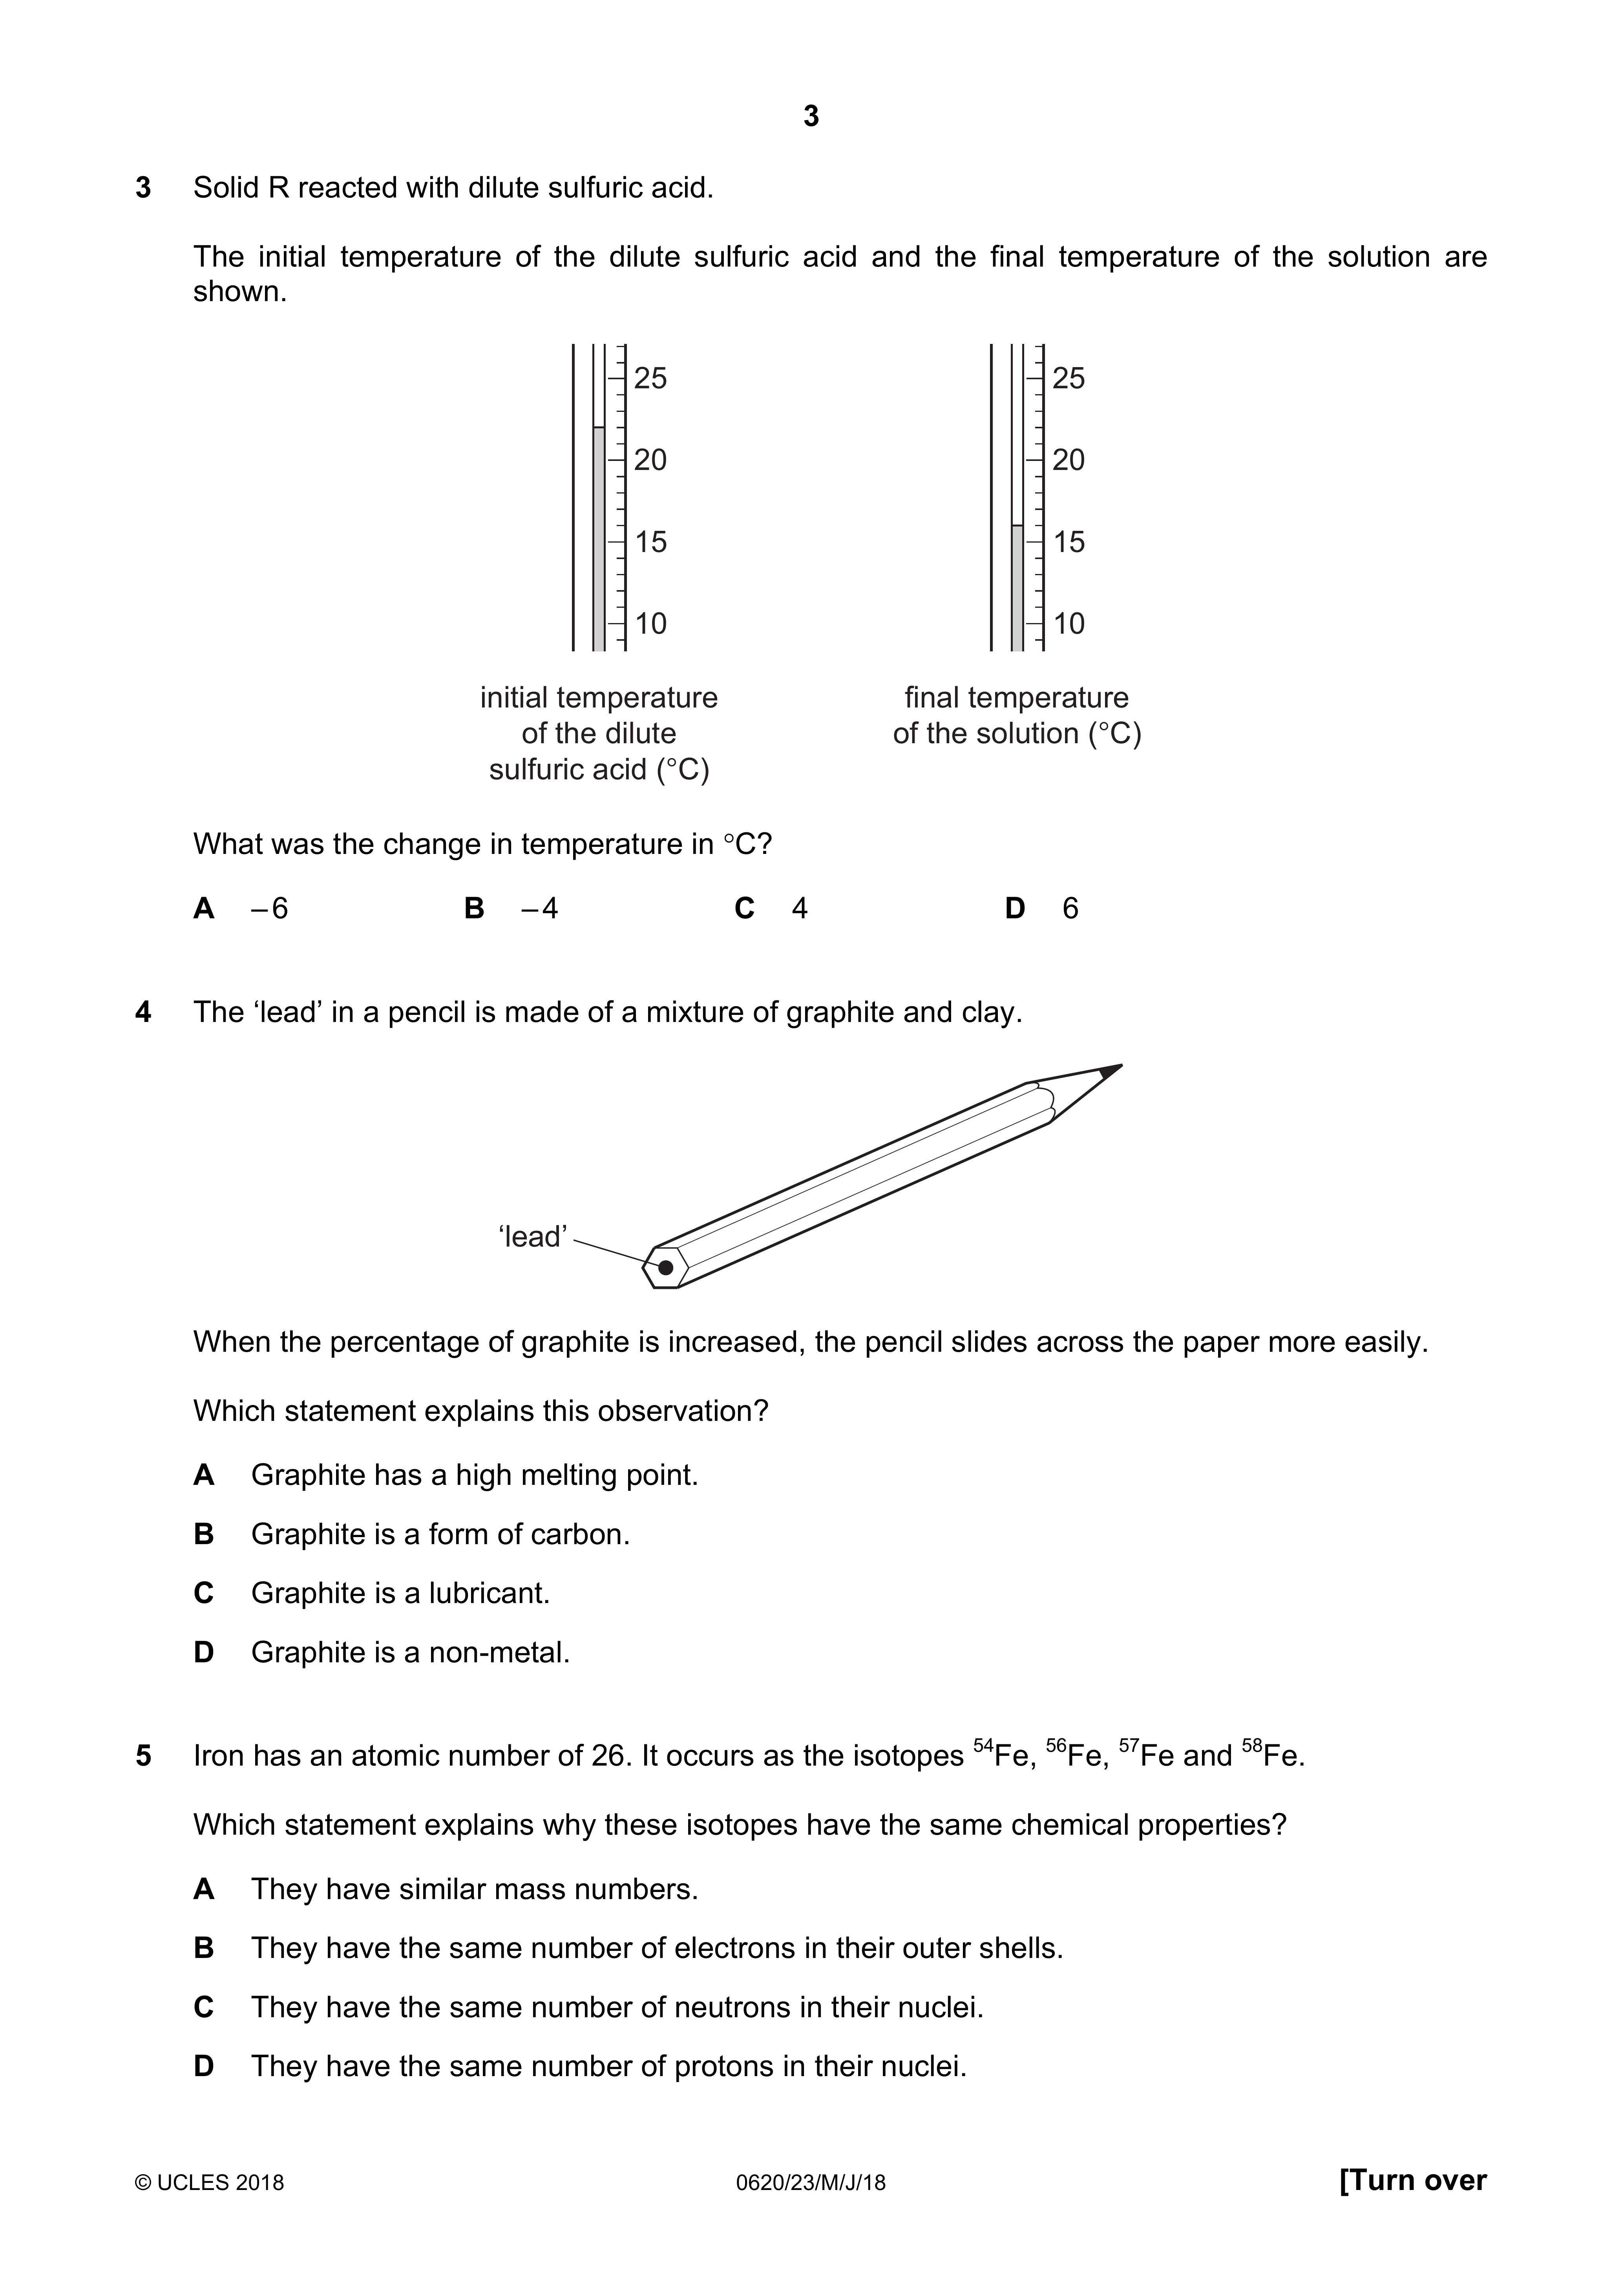 3
3 Solid R reacted with dilute sulfuric acid.
The initial temperature of the dilute sulfuric acid and the final temperature of the solution are
shown.
25
20
15
10
initial temperature
of the dilute
sulfuric acid (°C)
25
20
15
10
final temperature
of the solution (°C)
What was the change in temperature in °C?
A –6 B –4 C 4 D 6
4 The ‘lead’ in a pencil is made of a mixture of graphite and clay.
‘lead’
When the percentage of graphite is increased, the pencil slides across the paper more easily.
Which statement explains this observation?
A Graphite has a high melting point.
B Graphite is a form of carbon.
C Graphite is a lubricant.
D Graphite is a non-metal.
5 Iron has an atomic number of 26. It occurs as the isotopes ⁵⁴Fe, ⁵⁶Fe, ⁵⁷Fe and ⁵⁸Fe.
Which statement explains why these isotopes have the same chemical properties?
A They have similar mass numbers.
B They have the same number of electrons in their outer shells.
C They have the same number of neutrons in their nuclei.
D They have the same number of protons in their nuclei.
© UCLES 2018 0620/23/M/J/18 [Turn over